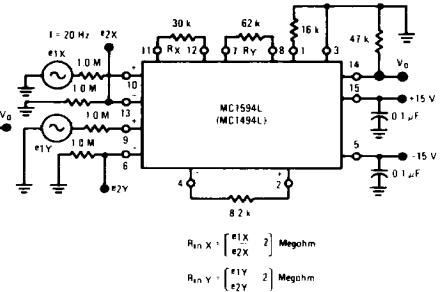 30 k
62 k
16 k
47 k
f = 20 Hz
e2X
11
RX
12
7
RY
8
1
3
e1X
1.0 M
10
+
14
Vo
1.0 M
15
+15 V
13
-
MC1594L
(MC1494L)
0.1 µF
Vo
1.0 M
9
+
e1Y
1.0 M
6
-
5
-15 V
0.1 µF
e2Y
4
-
+
2
8.2 k
Rin X = [e1X/e2X 2] Megohm
Rin Y = [e1Y/e2Y 2] Megohm